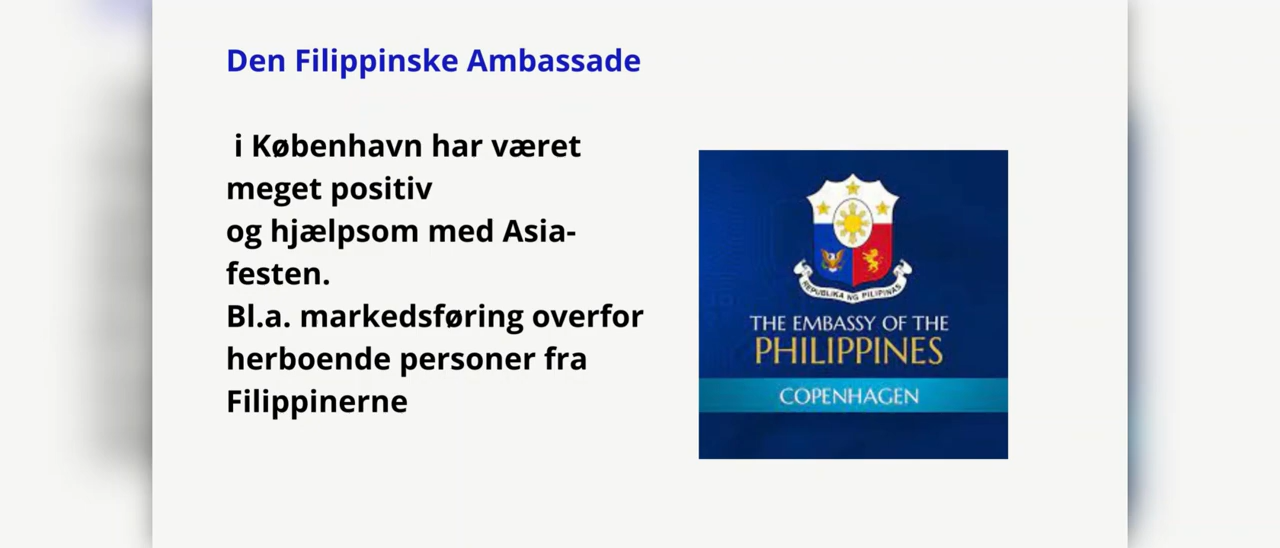 Den Filippinske Ambassade
i København har været
meget positiv
og hjælpsom med Asia-
festen.
Bl.a. markedsføring overfor
herboende personer fra
Filippinerne
REPUBLIKA NG PILIPINAS
THE EMBASSY OF THE
PHILIPPINES
COPENHAGEN